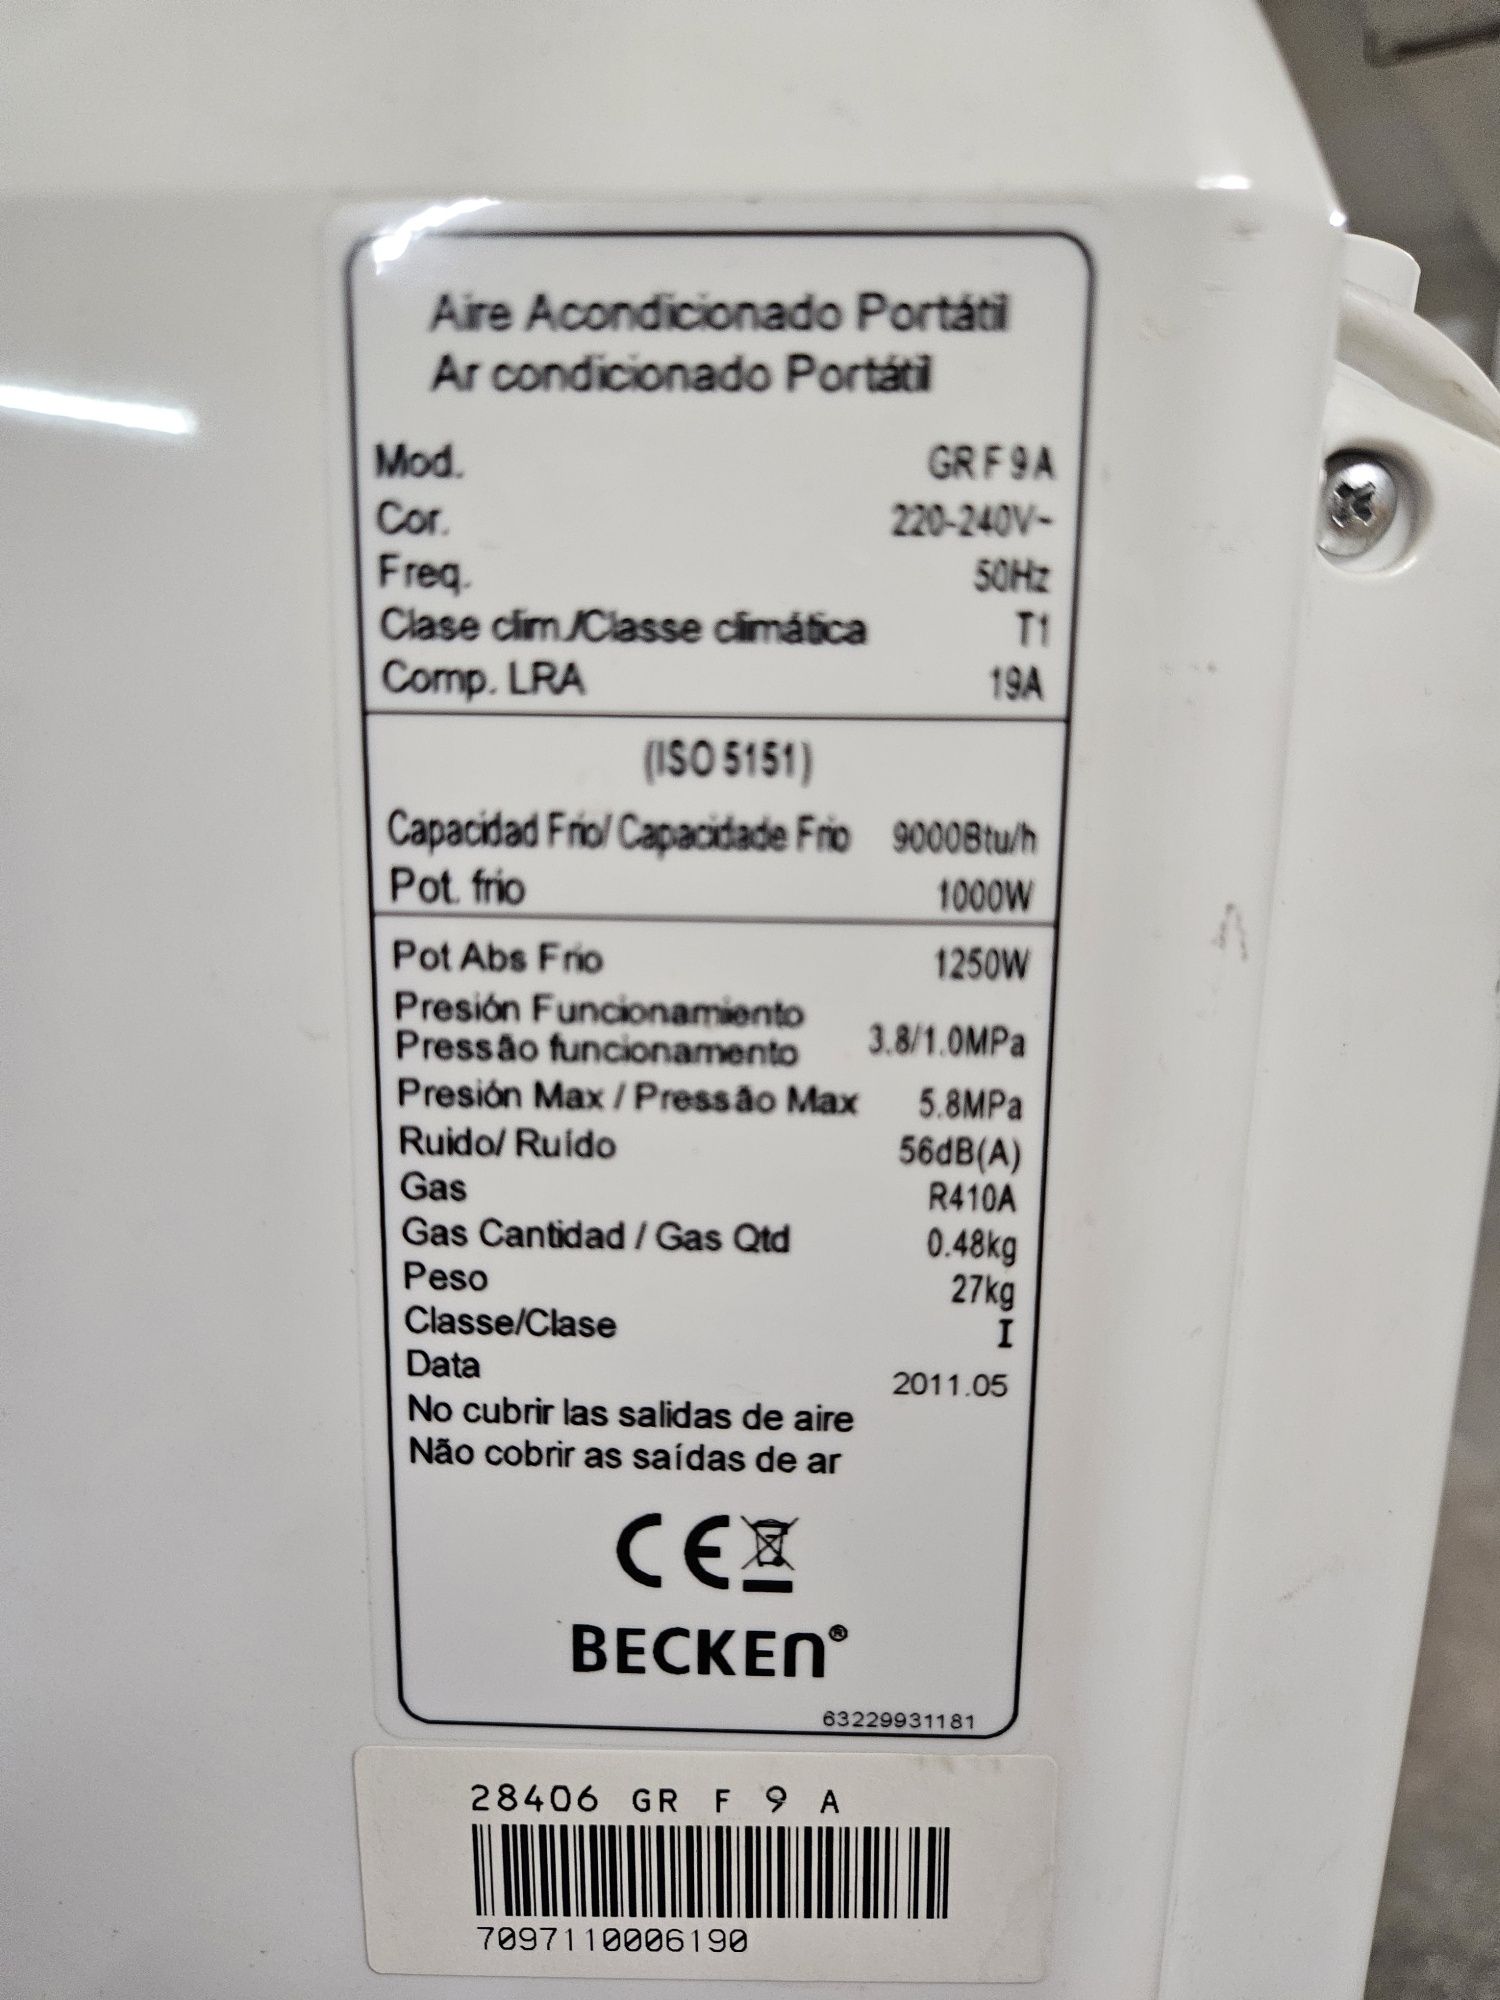 Aire Acondicionado Portátil
Ar condicionado Portátil
Mod. GR F 9 A
Cor. 220-240V~
Freq. 50Hz
Clase clim./Classe climática T1
Comp. LRA 19A
(ISO 5151)
Capacidad Frio/ Capacidade Frio 9000Btu/h
Pot. frio 1000W
Pot Abs Frio 1250W
Presión Funcionamiento
Pressão funcionamento 3.8/1.0MPa
Presión Max / Pressão Max 5.8MPa
Ruido/ Ruído 56dB(A)
Gas R410A
Gas Cantidad / Gas Qtd 0.48kg
Peso 27kg
Classe/Clase I
Data 2011.05
No cubrir las salidas de aire
Não cobrir as saídas de ar
CE
BECKEN®
63229931181
28406 GR F 9 A
7097110006190